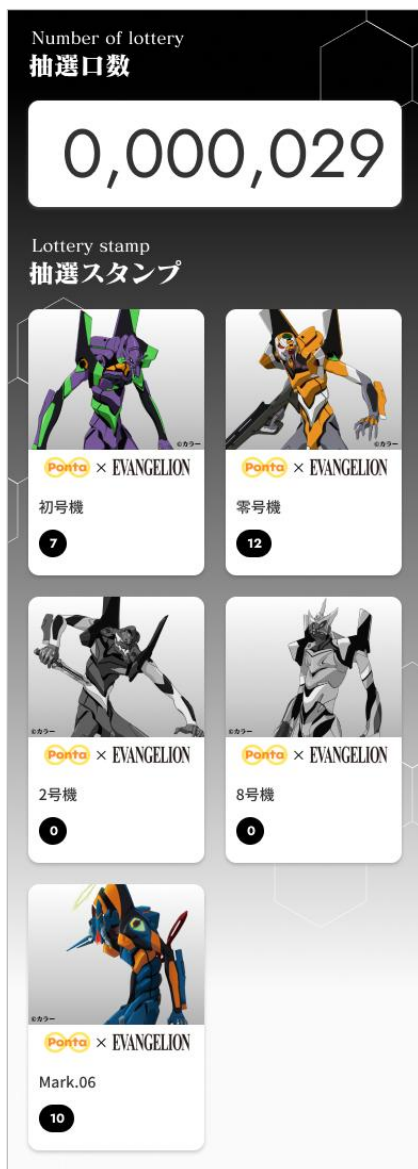 Number of lottery
抽選口数
0,000,029
Lottery stamp
抽選スタンプ
©カラー
Ponta × EVANGELION
初号機
7
©カラー
Ponta × EVANGELION
零号機
12
©カラー
Ponta × EVANGELION
2号機
0
©カラー
Ponta × EVANGELION
8号機
0
©カラー
Ponta × EVANGELION
Mark.06
10